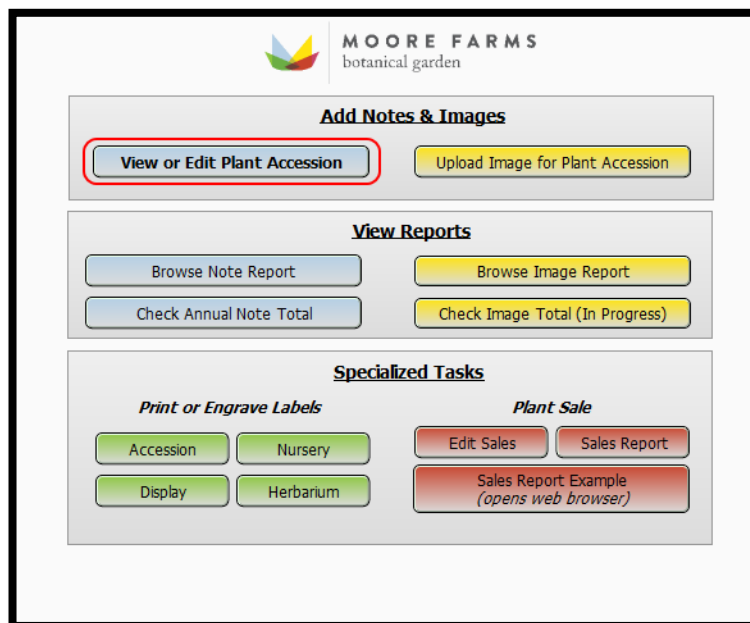 MOORE FARMS
botanical garden
Add Notes & Images
View or Edit Plant Accession
Upload Image for Plant Accession
View Reports
Browse Note Report
Browse Image Report
Check Annual Note Total
Check Image Total (In Progress)
Specialized Tasks
Print or Engrave Labels
Accession
Nursery
Display
Herbarium
Plant Sale
Edit Sales
Sales Report
Sales Report Example
(opens web browser)